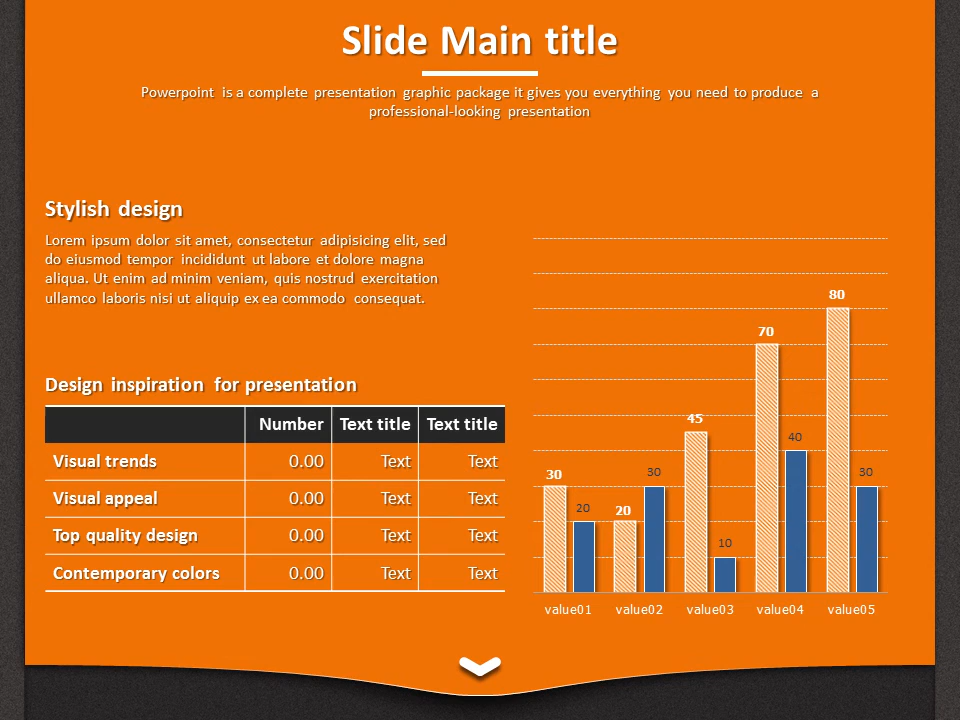 Slide Main title
Powerpoint is a complete presentation graphic package it gives you everything you need to produce a
professional-looking presentation
Stylish design
Lorem ipsum dolor sit amet, consectetur adipisicing elit, sed
do eiusmod tempor incididunt ut labore et dolore magna
aliqua. Ut enim ad minim veniam, quis nostrud exercitation
ullamco laboris nisi ut aliquip ex ea commodo consequat.
Design inspiration for presentation
Number Text title Text title
Visual trends 0.00 Text Text
Visual appeal 0.00 Text Text
Top quality design 0.00 Text Text
Contemporary colors 0.00 Text Text
80
70
45
40
30 30 30
20 20
10
value01 value02 value03 value04 value05